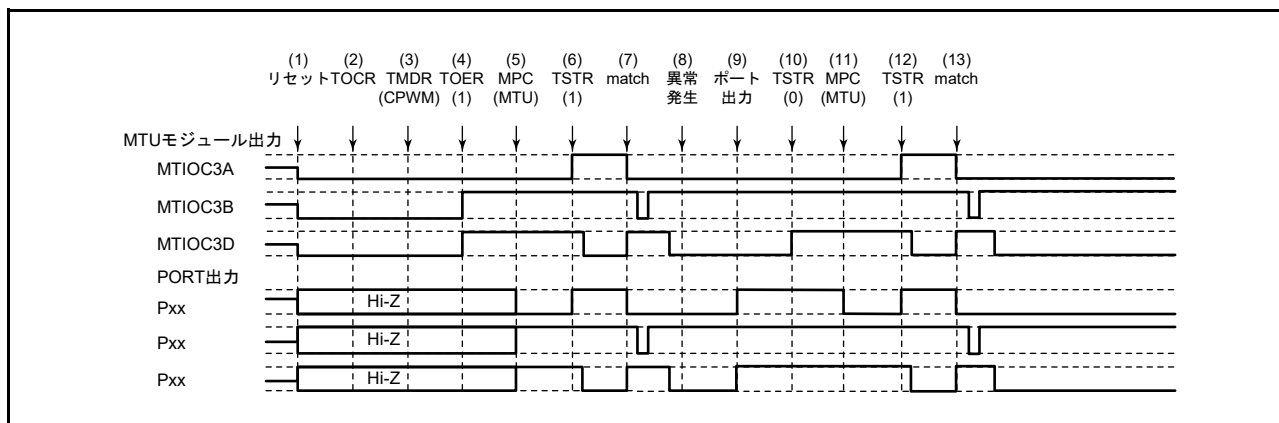 (1) (2) (3) (4) (5) (6) (7) (8) (9) (10) (11) (12) (13)
リセット TOCR TMDR TOER MPC TSTR match 異常 ポート TSTR MPC TSTR match
(CPWM) (1) (MTU) (1) 発生 出力 (0) (MTU) (1)
MTUモジュール出力
MTIOC3A
MTIOC3B
MTIOC3D
PORT出力
Pxx Hi-Z
Pxx Hi-Z
Pxx Hi-Z